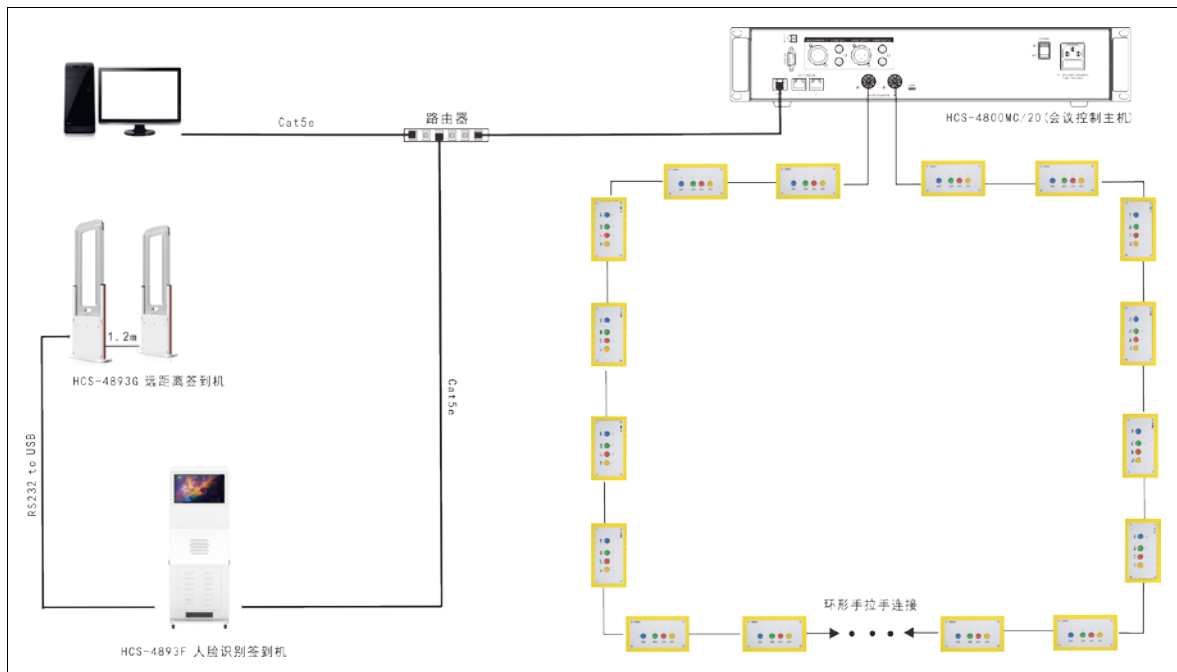 Cat5e
路由器
HCS-4800MC/20(会议控制主机)
1.2m
HCS-4893G 远距离签到机
Cat5e
RS232 to USB
环形手拉手连接
HCS-4893F 人脸识别签到机